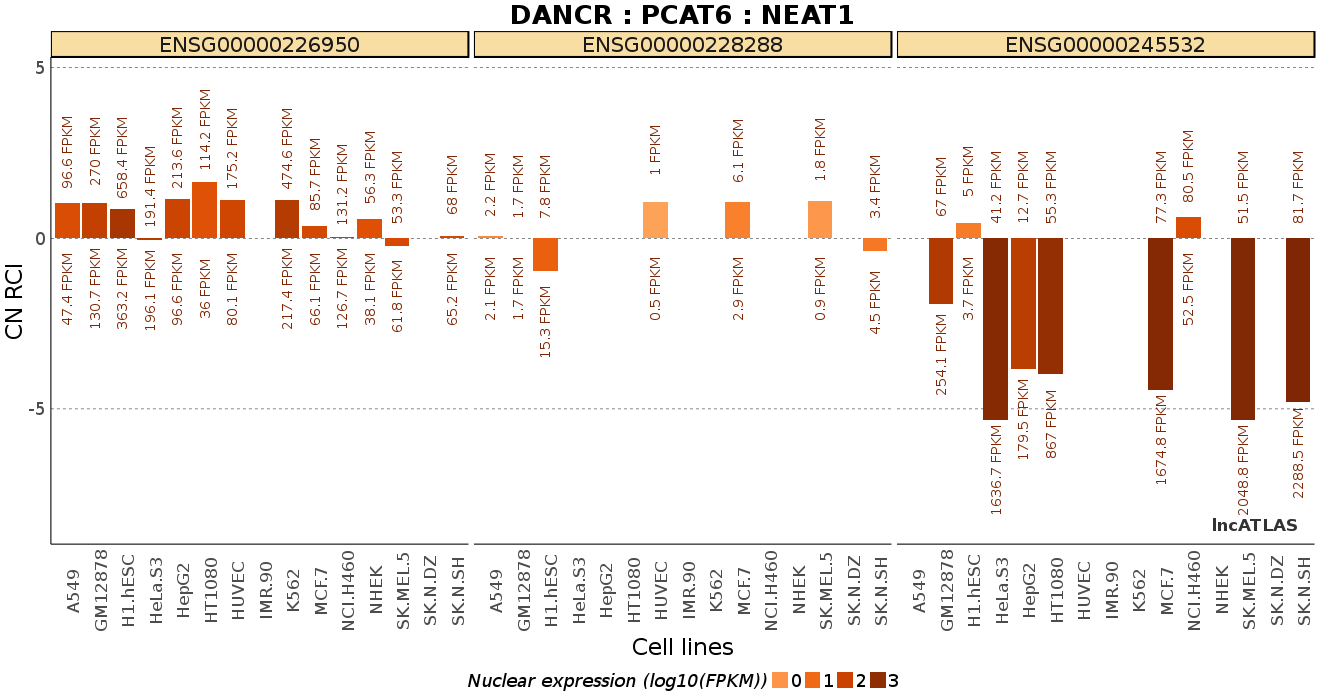 DANCR : PCAT6 : NEAT1
ENSG00000226950
ENSG00000228288
ENSG00000245532
5
0
-5
CN RCI
96.6 FPKM
270 FPKM
658.4 FPKM
191.4 FPKM
213.6 FPKM
114.2 FPKM
175.2 FPKM
474.6 FPKM
85.7 FPKM
131.2 FPKM
56.3 FPKM
53.3 FPKM
68 FPKM
47.4 FPKM
130.7 FPKM
363.2 FPKM
196.1 FPKM
96.6 FPKM
36 FPKM
80.1 FPKM
217.4 FPKM
66.1 FPKM
126.7 FPKM
38.1 FPKM
61.8 FPKM
65.2 FPKM
2.2 FPKM
1.7 FPKM
7.8 FPKM
1 FPKM
6.1 FPKM
1.8 FPKM
3.4 FPKM
2.1 FPKM
1.7 FPKM
15.3 FPKM
0.5 FPKM
2.9 FPKM
0.9 FPKM
4.5 FPKM
67 FPKM
5 FPKM
41.2 FPKM
12.7 FPKM
55.3 FPKM
77.3 FPKM
80.5 FPKM
51.5 FPKM
81.7 FPKM
254.1 FPKM
3.7 FPKM
1636.7 FPKM
179.5 FPKM
867 FPKM
1674.8 FPKM
52.5 FPKM
2048.8 FPKM
2288.5 FPKM
lncATLAS
A549
GM12878
H1.hESC
HeLa.S3
HepG2
HT1080
HUVEC
IMR.90
K562
MCF.7
NCI.H460
NHEK
SK.MEL.5
SK.N.DZ
SK.N.SH
A549
GM12878
H1.hESC
HeLa.S3
HepG2
HT1080
HUVEC
IMR.90
K562
MCF.7
NCI.H460
NHEK
SK.MEL.5
SK.N.DZ
SK.N.SH
A549
GM12878
H1.hESC
HeLa.S3
HepG2
HT1080
HUVEC
IMR.90
K562
MCF.7
NCI.H460
NHEK
SK.MEL.5
SK.N.DZ
SK.N.SH
Cell lines
Nuclear expression (log10(FPKM)) 0 1 2 3